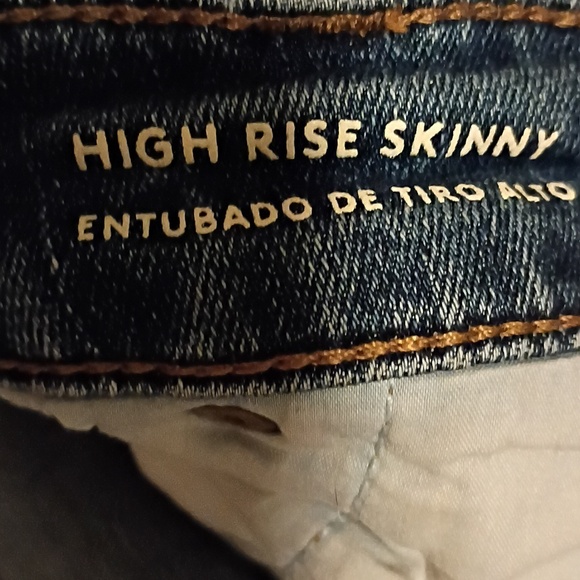 HIGH RISE SKINNY
ENTUBADO DE TIRO ALTO